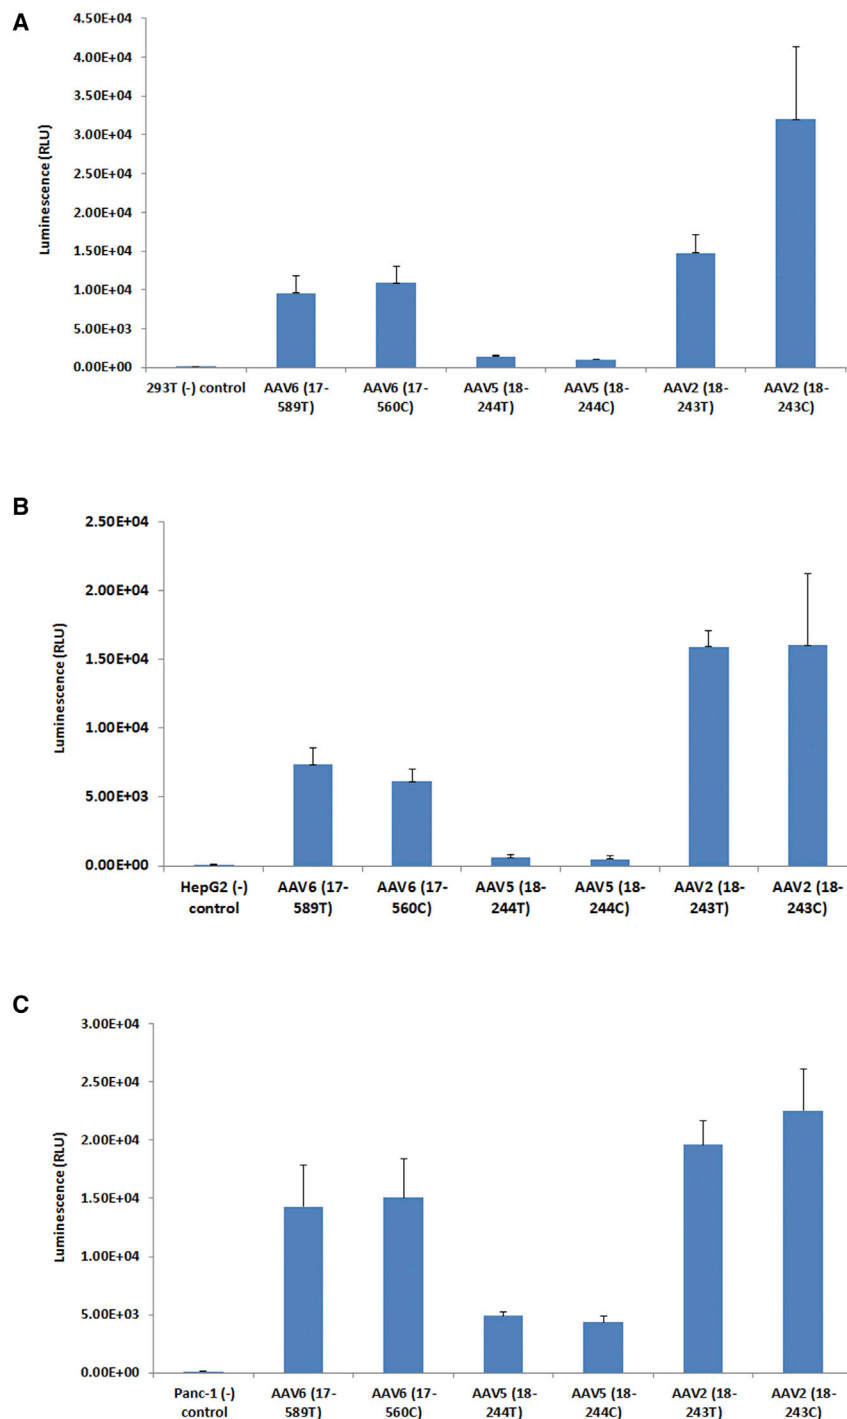 A
4.50E+04
4.00E+04
3.50E+04
3.00E+04
2.50E+04
2.00E+04
1.50E+04
1.00E+04
5.00E+03
0.00E+00
Luminescence (RLU)
293T (-) control
AAV6 (17-
589T)
AAV6 (17-
560C)
AAV5 (18-
244T)
AAV5 (18-
244C)
AAV2 (18-
243T)
AAV2 (18-
243C)
B
2.50E+04
2.00E+04
1.50E+04
1.00E+04
5.00E+03
0.00E+00
Luminescence (RLU)
HepG2 (-)
control
AAV6 (17-
589T)
AAV6 (17-
560C)
AAV5 (18-
244T)
AAV5 (18-
244C)
AAV2 (18-
243T)
AAV2 (18-
243C)
C
3.00E+04
2.50E+04
2.00E+04
1.50E+04
1.00E+04
5.00E+03
0.00E+00
Luminescence (RLU)
Panc-1 (-)
control
AAV6 (17-
589T)
AAV6 (17-
560C)
AAV5 (18-
244T)
AAV5 (18-
244C)
AAV2 (18-
243T)
AAV2 (18-
243C)